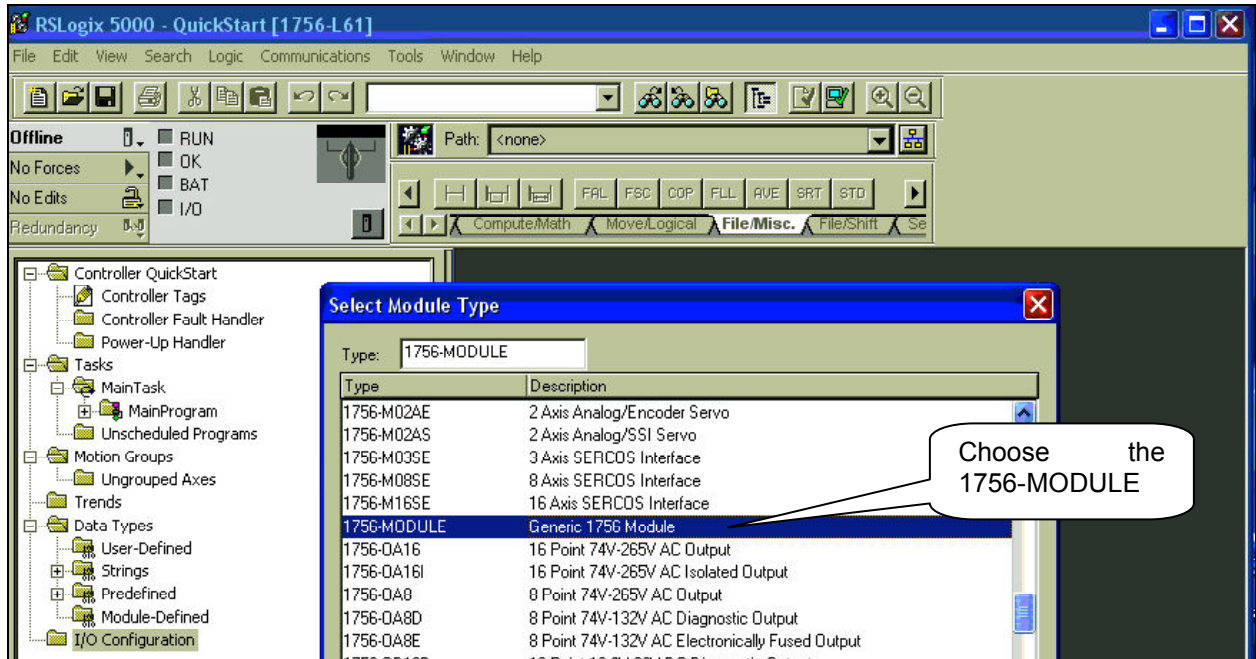 RSLogix 5000 - QuickStart [1756-L61]
File Edit View Search Logic Communications Tools Window Help
Offline
RUN
No Forces
OK
No Edits
BAT
Redundancy
I/O
Path: <none>
FAL FSC COP FLL AVE SRT STD
Compute/Math Move/Logical File/Misc. File/Shift Se
Controller QuickStart
Controller Tags
Controller Fault Handler
Power-Up Handler
Tasks
MainTask
MainProgram
Unscheduled Programs
Motion Groups
Ungrouped Axes
Trends
Data Types
User-Defined
Strings
Predefined
Module-Defined
I/O Configuration
Select Module Type
Type: 1756-MODULE
Type Description
1756-M02AE 2 Axis Analog/Encoder Servo
1756-M02AS 2 Axis Analog/SSI Servo
1756-M03SE 3 Axis SERCOS Interface
1756-M08SE 8 Axis SERCOS Interface
1756-M16SE 16 Axis SERCOS Interface
1756-MODULE Generic 1756 Module
1756-OA16 16 Point 74V-265V AC Output
1756-OA16I 16 Point 74V-265V AC Isolated Output
1756-OA8 8 Point 74V-265V AC Output
1756-OA8D 8 Point 74V-132V AC Diagnostic Output
1756-OA8E 8 Point 74V-132V AC Electronically Fused Output
Choose the
1756-MODULE